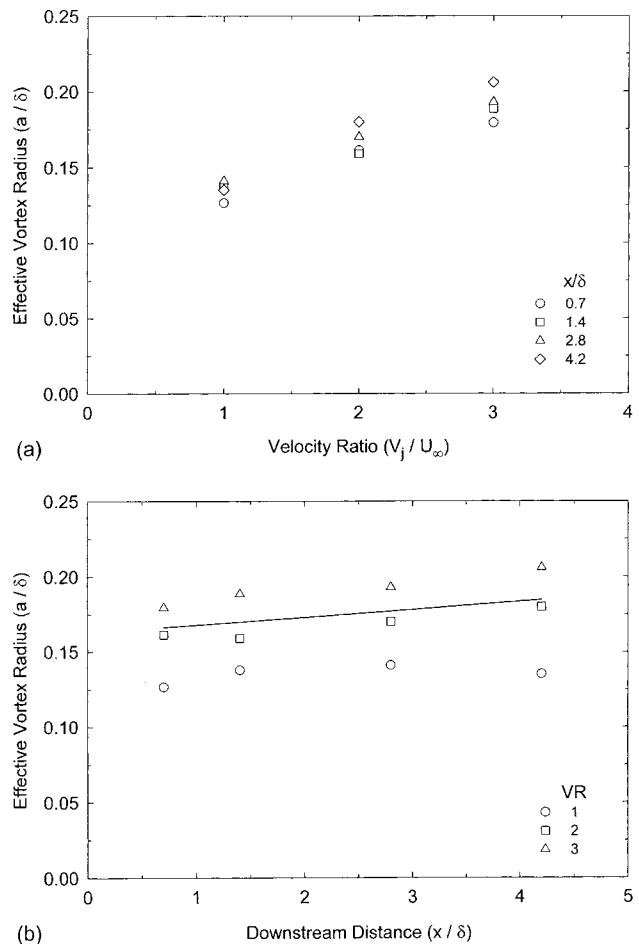 0.25
0.20
0.15
0.10
0.05
0.00
Effective Vortex Radius (a / δ)
x/δ
0.7
1.4
2.8
4.2
0 1 2 3 4
(a)
Velocity Ratio (V_j / U_∞)
0.25
0.20
0.15
0.10
0.05
0.00
Effective Vortex Radius (a / δ)
VR
1
2
3
0 1 2 3 4 5
(b)
Downstream Distance (x / δ)